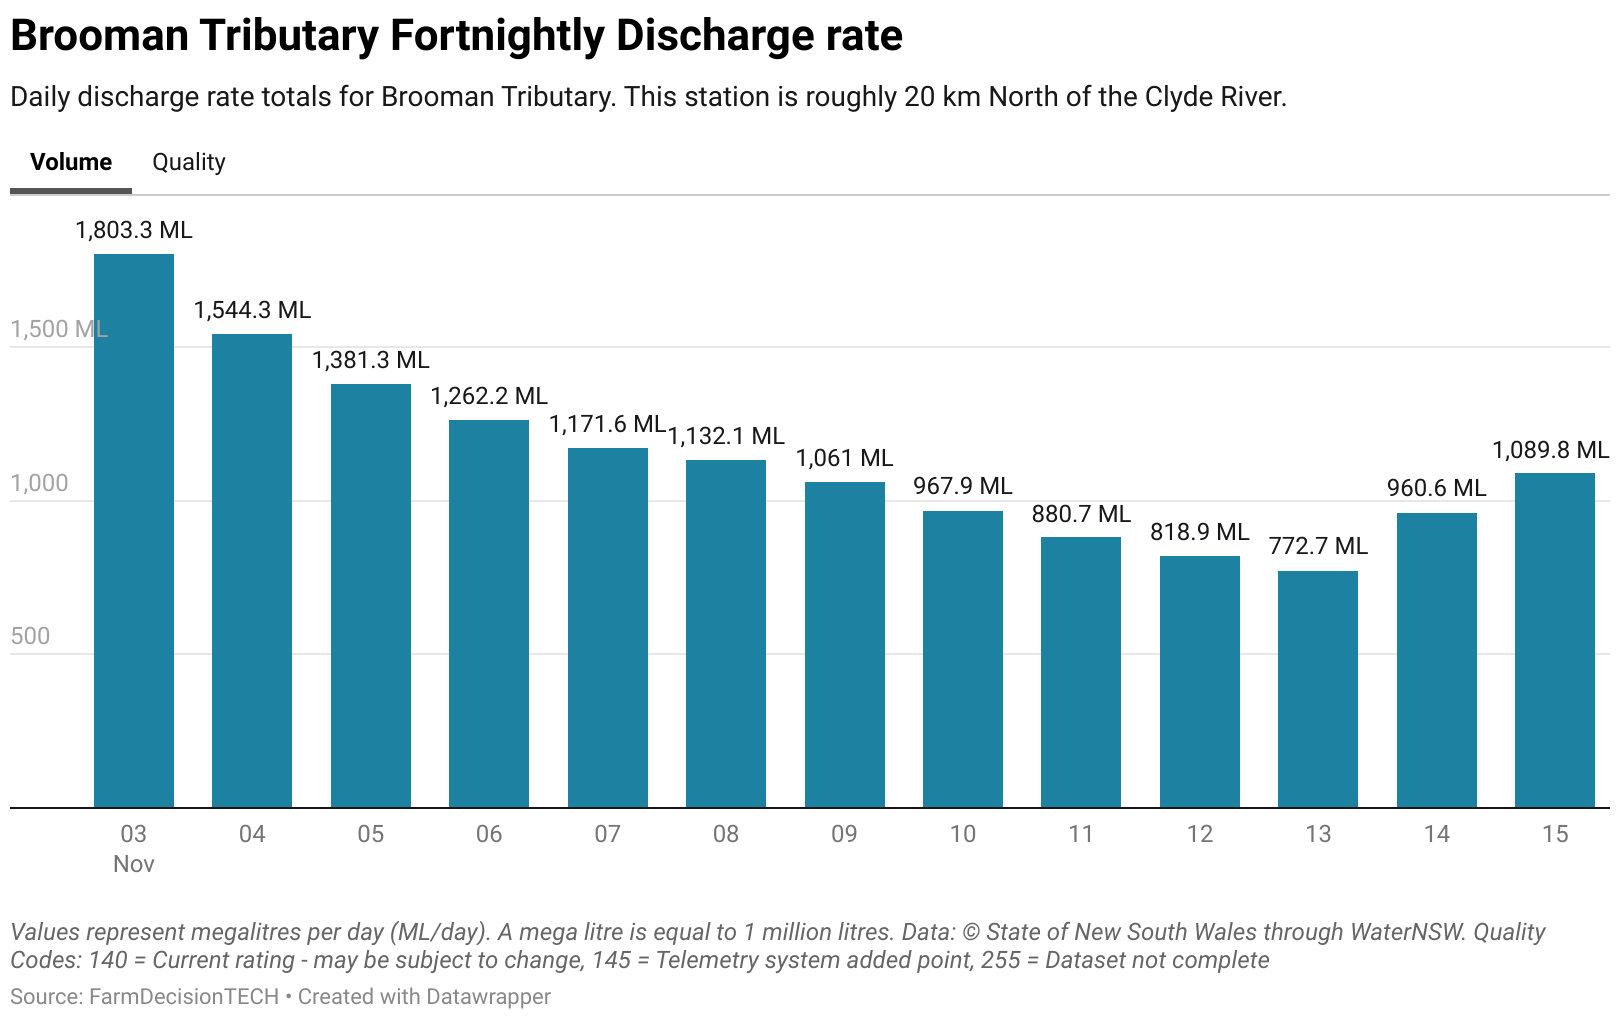 Brooman Tributary Fortnightly Discharge rate
Daily discharge rate totals for Brooman Tributary. This station is roughly 20 km North of the Clyde River.
Volume Quality
1,803.3 ML
1,544.3 ML
1,500 ML
1,381.3 ML
1,262.2 ML
1,171.6 ML
1,132.1 ML
1,089.8 ML
1,061 ML
1,000
967.9 ML
960.6 ML
880.7 ML
818.9 ML
772.7 ML
500
03 04 05 06 07 08 09 10 11 12 13 14 15
Nov
Values represent megalitres per day (ML/day). A mega litre is equal to 1 million litres. Data: © State of New South Wales through WaterNSW. Quality
Codes: 140 = Current rating - may be subject to change, 145 = Telemetry system added point, 255 = Dataset not complete
Source: FarmDecisionTECH • Created with Datawrapper